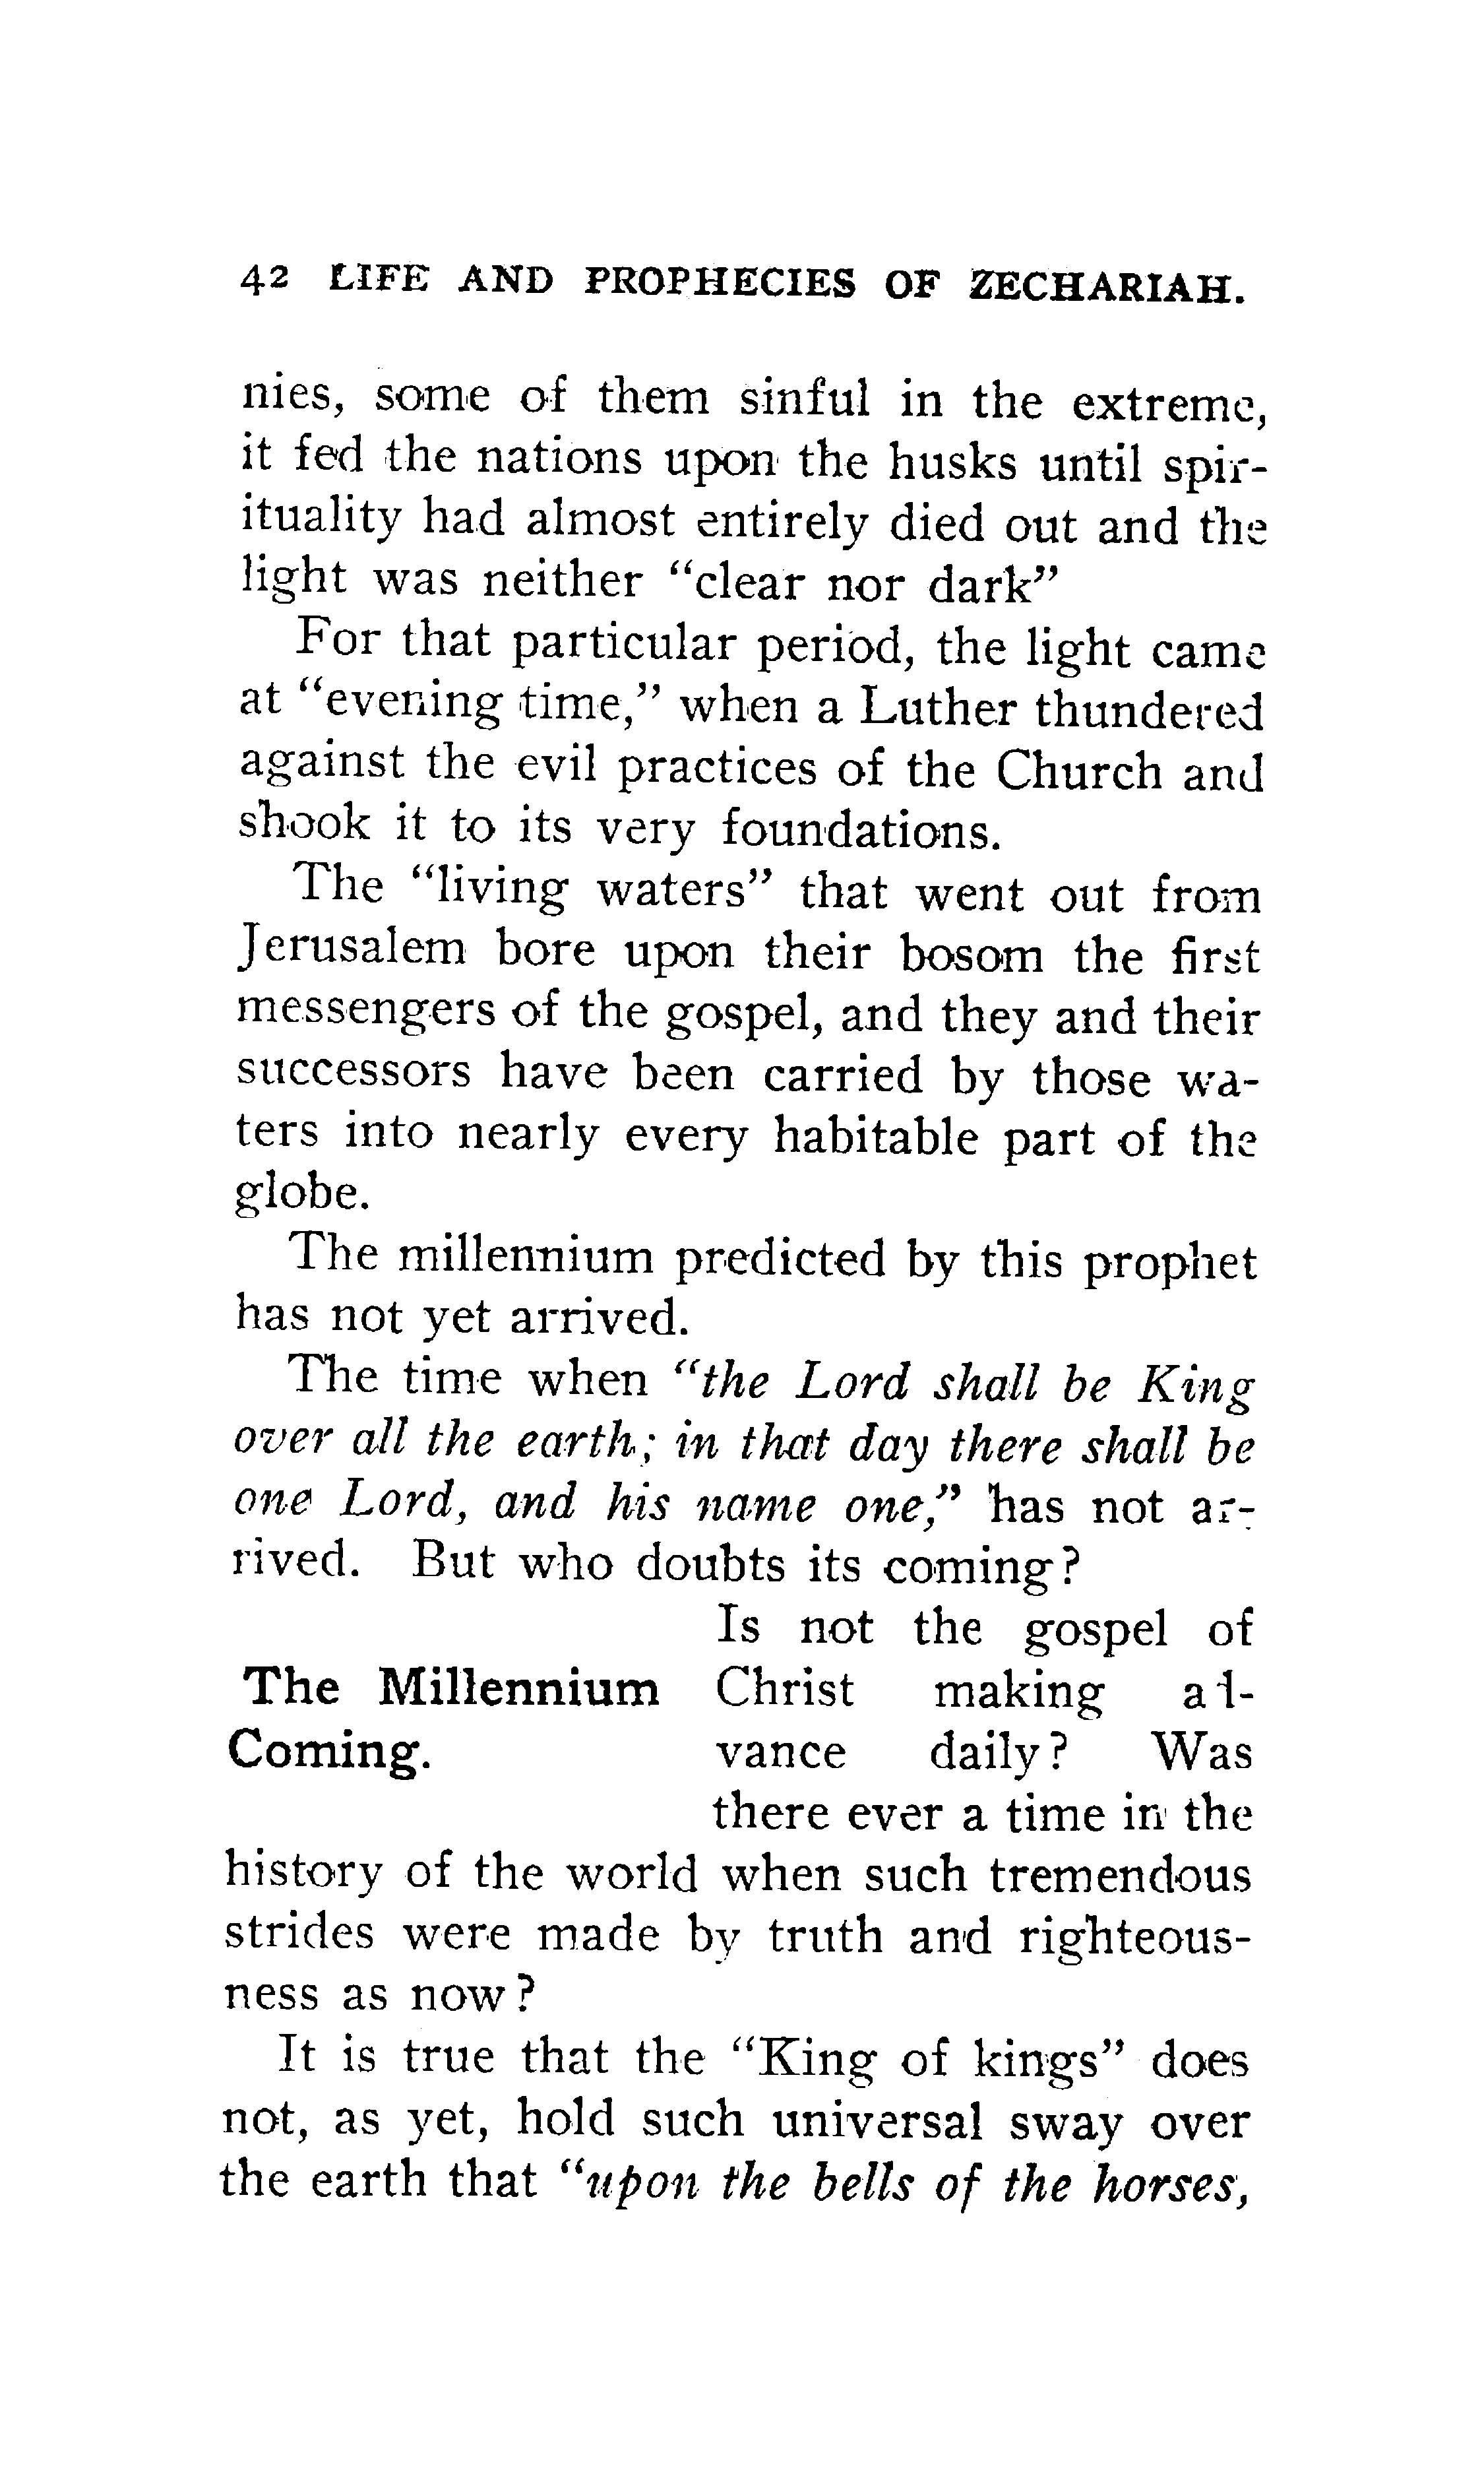 42 LIFE AND PROPHECIES OF ZECHARIAH.
nies, some of them sinful in the extreme,
it fed the nations upon the husks until spir-
ituality had almost entirely died out and the
light was neither "clear nor dark"
For that particular period, the light came
at "evening time," when a Luther thundered
against the evil practices of the Church and
shook it to its very foundations.
The "living waters" that went out from
Jerusalem bore upon their bosom the first
messengers of the gospel, and they and their
successors have been carried by those wa-
ters into nearly every habitable part of the
globe.
The millennium predicted by this prophet
has not yet arrived.
The time when "the Lord shall be King
over all the earth; in that day there shall be
one Lord, and his name one," has not ar-
rived. But who doubts its coming?
The Millennium
Coming.
Is not the gospel of
Christ making ad-
vance daily? Was
there ever a time in the
history of the world when such tremendous
strides were made by truth and righteous-
ness as now?
It is true that the "King of kings" does
not, as yet, hold such universal sway over
the earth that "upon the bells of the horses,